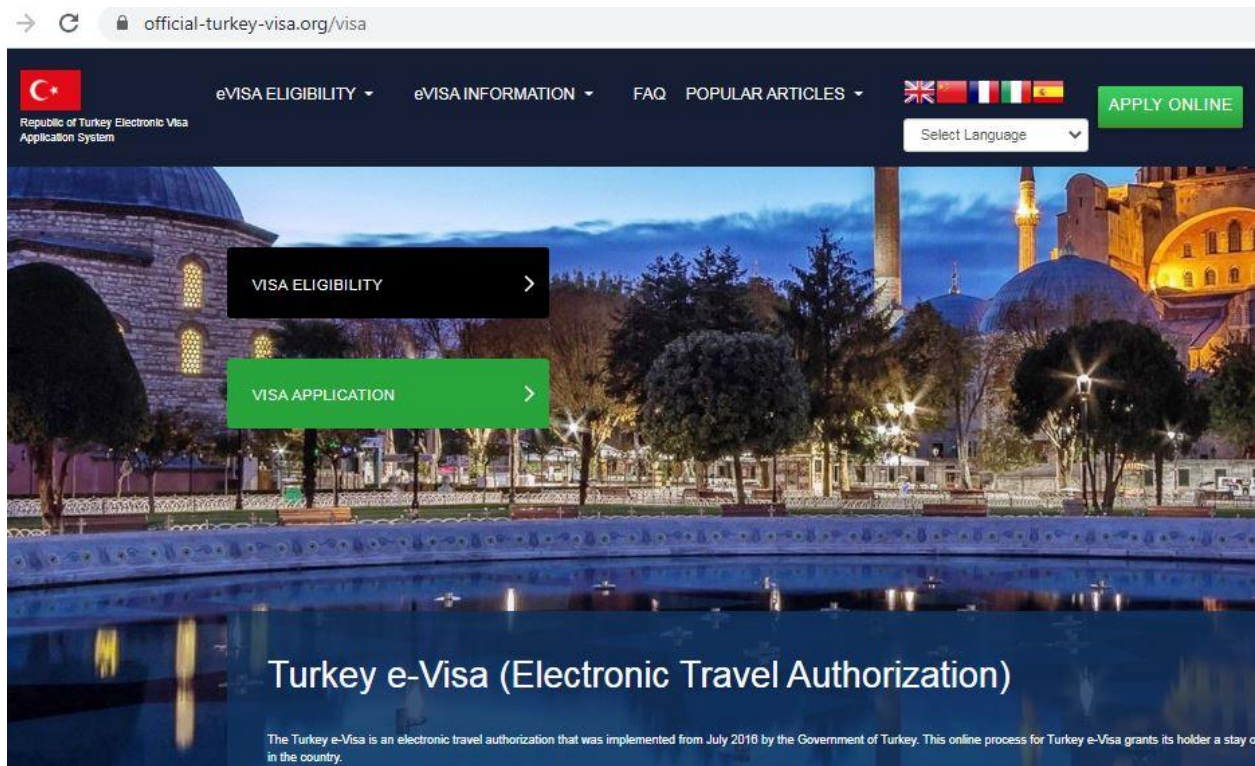 official-turkey-visa.org/visa
eVISA ELIGIBILITY
eVISA INFORMATION
FAQ
POPULAR ARTICLES
APPLY ONLINE
Republic of Turkey Electronic Visa
Application System
Select Language
VISA ELIGIBILITY
VISA APPLICATION
Turkey e-Visa (Electronic Travel Authorization)
The Turkey e-Visa is an electronic travel authorization that was implemented from July 2016 by the Government of Turkey. This online process for Turkey e-Visa grants its holder a stay o
in the country.